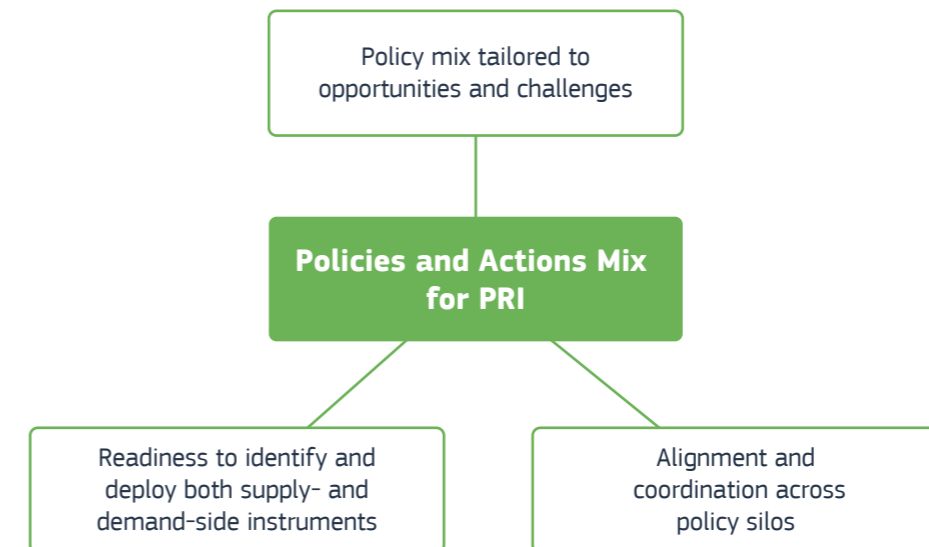 Policy mix tailored to
opportunities and challenges
Policies and Actions Mix
for PRI
Readiness to identify and
deploy both supply- and
demand-side instruments
Alignment and
coordination across
policy silos